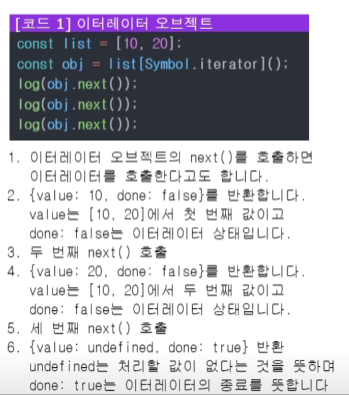 [코드 1] 이터레이터 오브젝트
const list = [10, 20];
const obj = list[Symbol.iterator]();
log(obj.next());
log(obj.next());
log(obj.next());
1. 이터레이터 오브젝트의 next()를 호출하면
이터레이터를 호출한다고도 합니다.
2. {value: 10, done: false}를 반환합니다.
value는 [10, 20]에서 첫 번째 값이고
done: false는 이터레이터 상태입니다.
3. 두 번째 next() 호출
4. {value: 20, done: false}를 반환합니다.
value는 [10, 20]에서 두 번째 값이고
done: false는 이터레이터 상태입니다.
5. 세 번째 next() 호출
6. {value: undefined, done: true} 반환
undefined는 처리할 값이 없다는 것을 뜻하며
done: true는 이터레이터의 종료를 뜻합니다